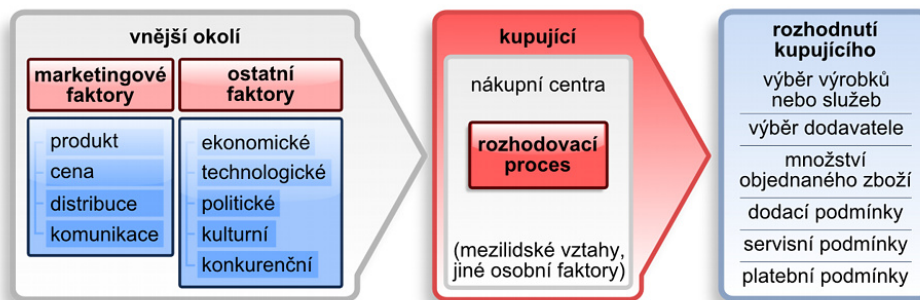 vnější okolí
marketingové
faktory
produkt
cena
distribuce
komunikace
ostatní
faktory
ekonomické
technologické
politické
kulturní
konkurenční
kupující
nákupní centra
rozhodovací
proces
(mezilidské vztahy,
jiné osobní faktory)
rozhodnutí
kupujícího
výběr výrobků
nebo služeb
výběr dodavatele
množství
objednaného zboží
dodací podmínky
servisní podmínky
platební podmínky